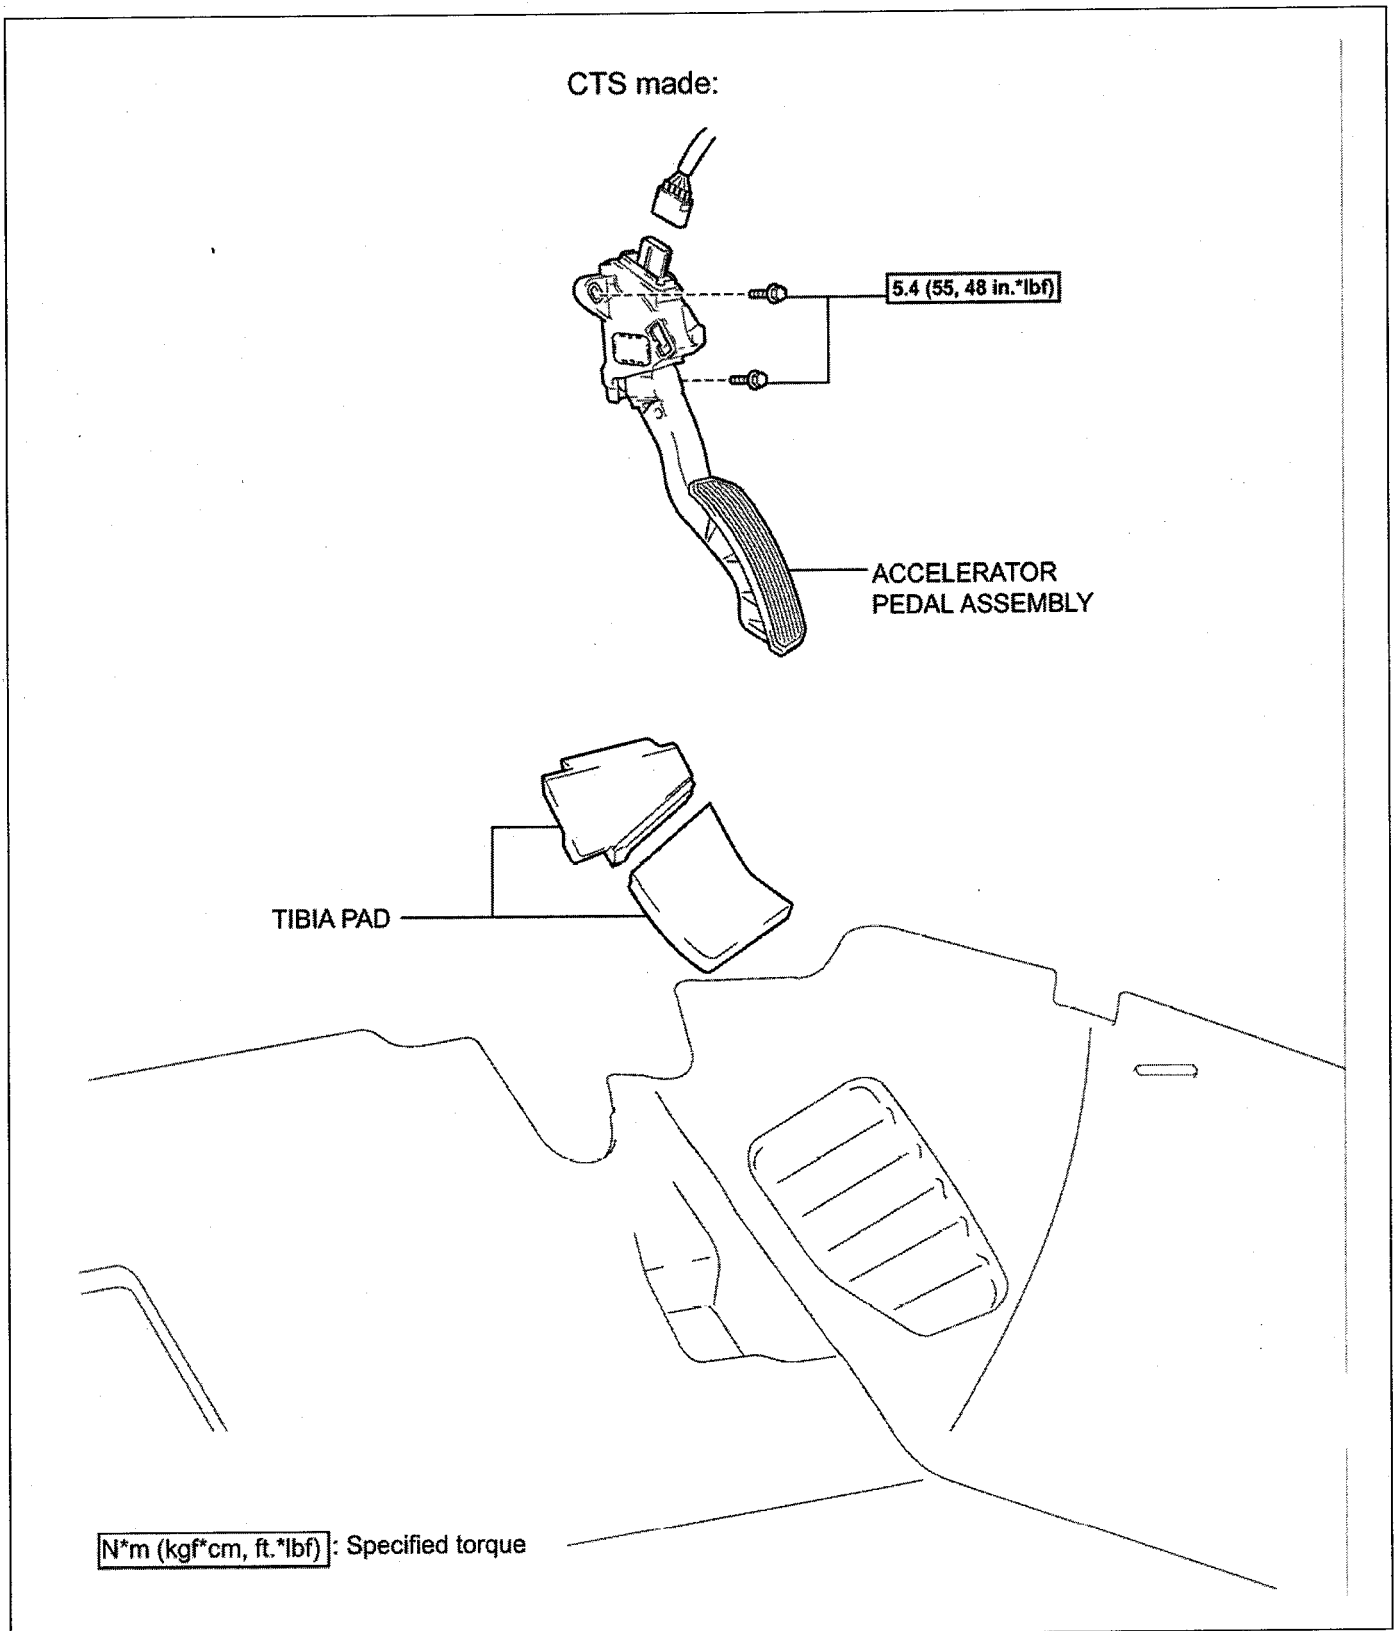 CTS made:
5.4 (55, 48 in.*lbf)
ACCELERATOR
PEDAL ASSEMBLY
TIBIA PAD
N*m (kgf*cm, ft.*lbf) : Specified torque